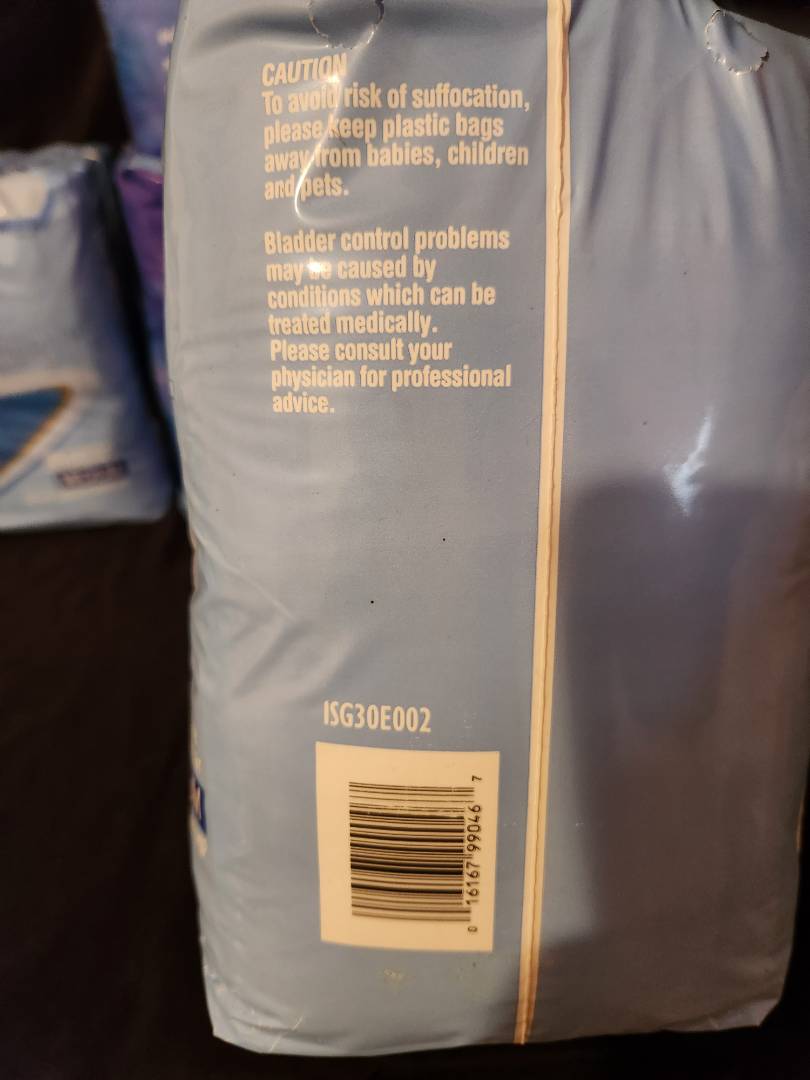 CAUTION
To avoid risk of suffocation,
please keep plastic bags
away from babies, children
and pets.
Bladder control problems
may be caused by
conditions which can be
treated medically.
Please consult your
physician for professional
advice.
ISG30E002
0 16167 99046 7